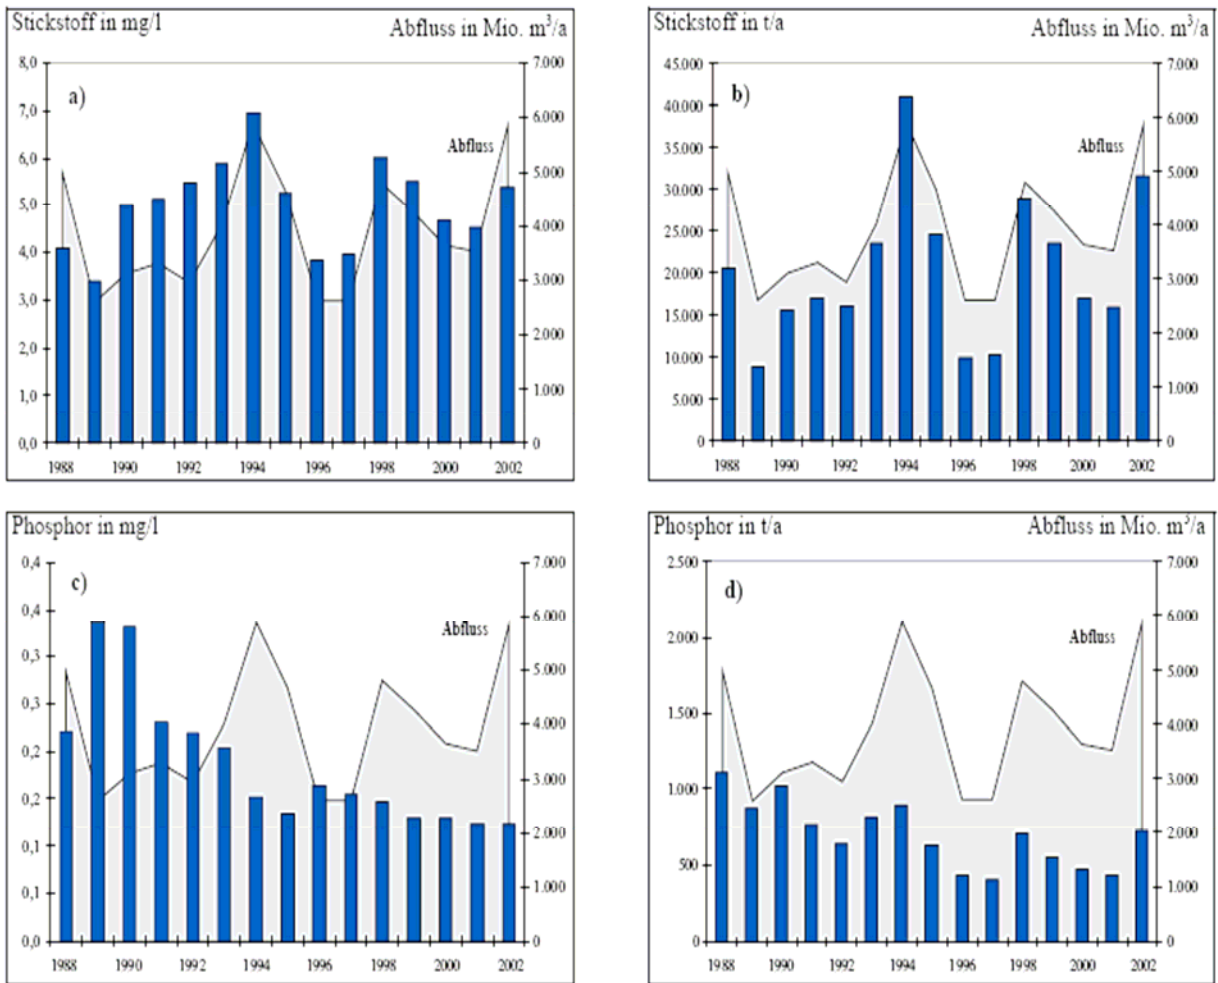 Stickstoff in mg/l Abfluss in Mio. m³/a
8,0 7.000
a)
7,0 6.000
Abfluss
6,0 5.000
5,0 4.000
4,0
3,0 3.000
2,0 2.000
1,0 1.000
0,0 0
1988 1990 1992 1994 1996 1998 2000 2002
Stickstoff in t/a Abfluss in Mio. m³/a
45.000 7.000
b)
40.000 6.000
35.000 Abfluss
30.000 5.000
25.000 4.000
20.000 3.000
15.000 2.000
10.000
5.000 1.000
0 0
1988 1990 1992 1994 1996 1998 2000 2002
Phosphor in mg/l
0,4 7.000
c)
0,4 6.000
Abfluss
0,3 5.000
0,3 4.000
0,2 3.000
0,2 2.000
0,1
0,1 1.000
0,0 0
1988 1990 1992 1994 1996 1998 2000 2002
Phosphor in t/a Abfluss in Mio. m³/a
2.500 7.000
d)
6.000
2.000 Abfluss
5.000
1.500 4.000
1.000 3.000
500 2.000
1.000
0 0
1988 1990 1992 1994 1996 1998 2000 2002